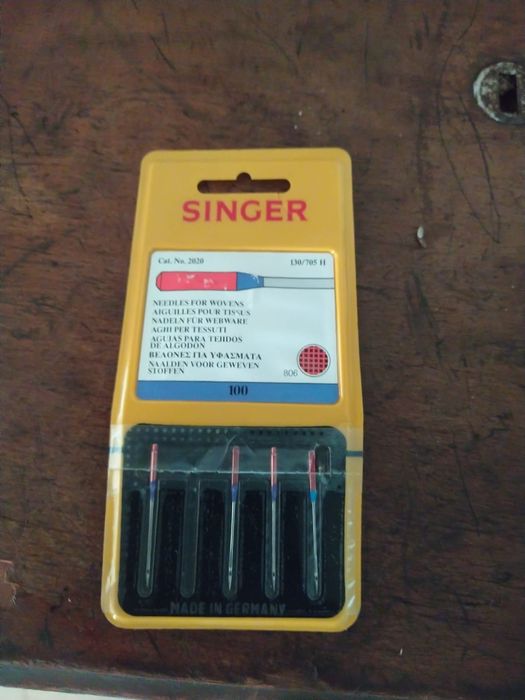 SINGER
Cat. No. 2020 130/705 H
NEEDLES FOR WOVENS
AIGUILLES POUR TISSUS
NADELN FÜR WEBWARE
AGHI PER TESSUTI
AGUJAS PARA TEJIDOS
DE ALGODON
ΒΕΛΟΝΕΣ ΓΙΑ ΥΦΑΣΜΑΤΑ
NAALDEN VOOR GEWEVEN
STOFFEN
806
100
MADE IN GERMANY